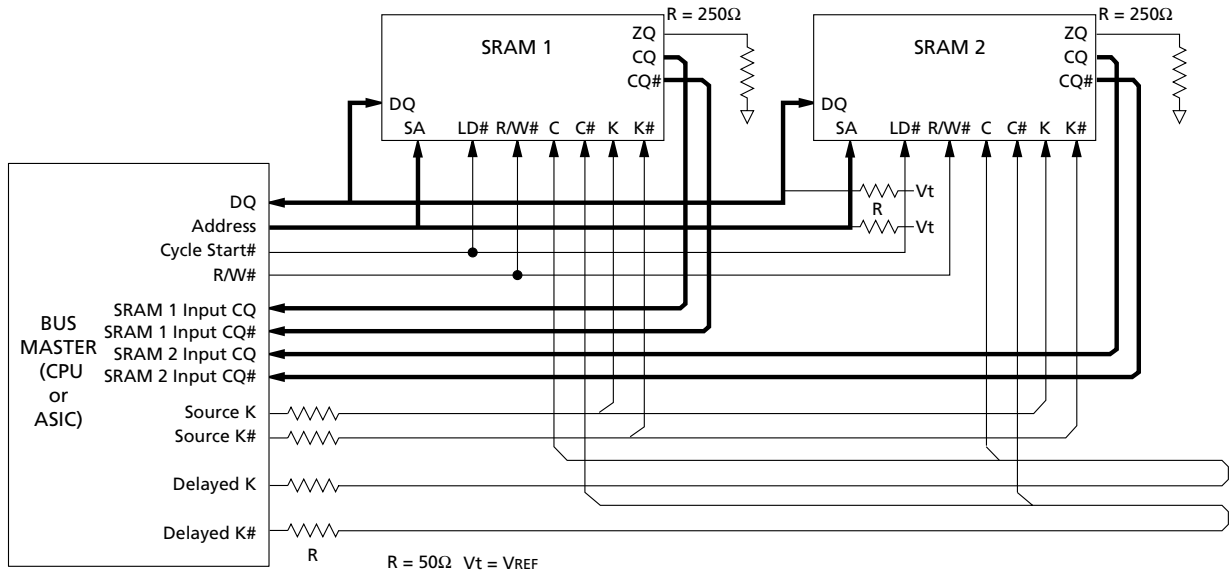 R = 250Ω
R = 250Ω
SRAM 1
ZQ
CQ
CQ#
DQ
SA LD# R/W# C C# K K#
SRAM 2
ZQ
CQ
CQ#
DQ
SA LD# R/W# C C# K K#
Vt
R
Vt
BUS
MASTER
(CPU
or
ASIC)
DQ
Address
Cycle Start#
R/W#
SRAM 1 Input CQ
SRAM 1 Input CQ#
SRAM 2 Input CQ
SRAM 2 Input CQ#
Source K
Source K#
Delayed K
Delayed K#
R
R = 50Ω Vt = VREF